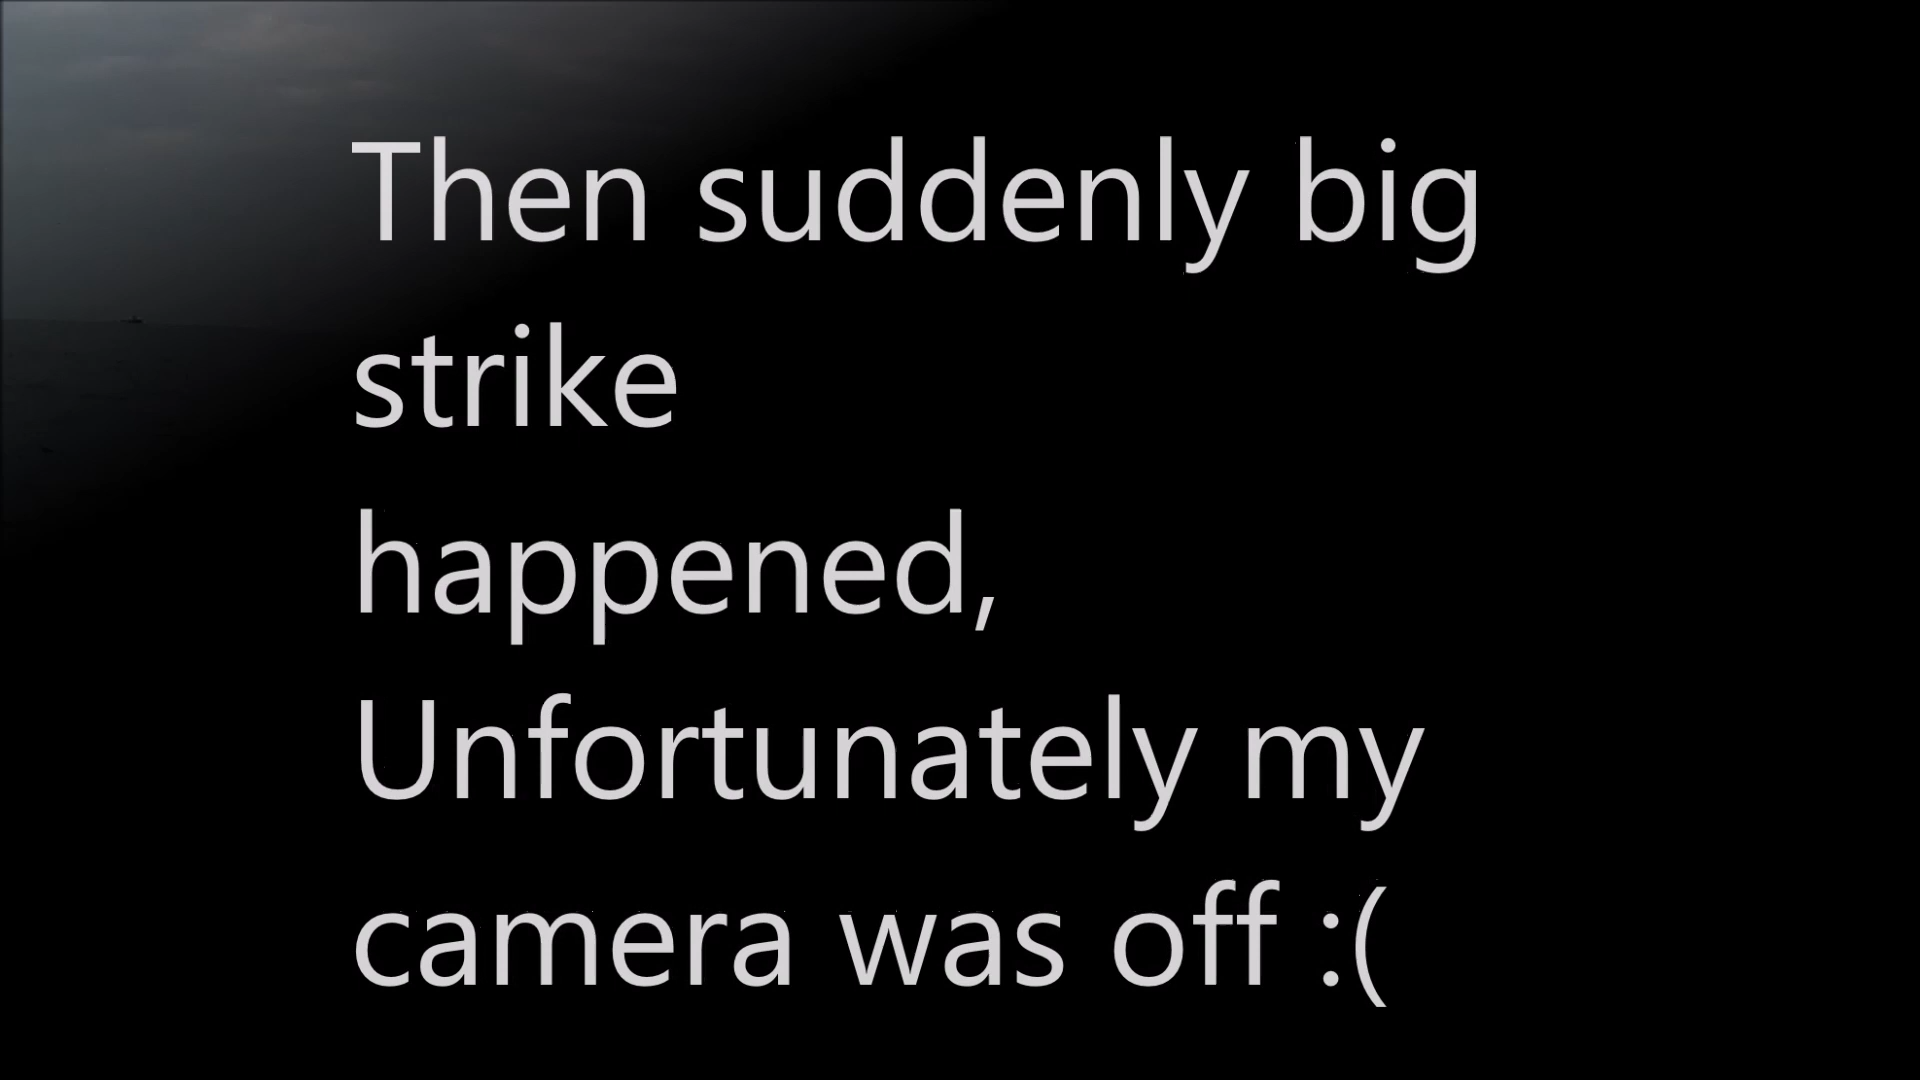 Then suddenly big
strike
happened,
Unfortunately my
camera was off :(